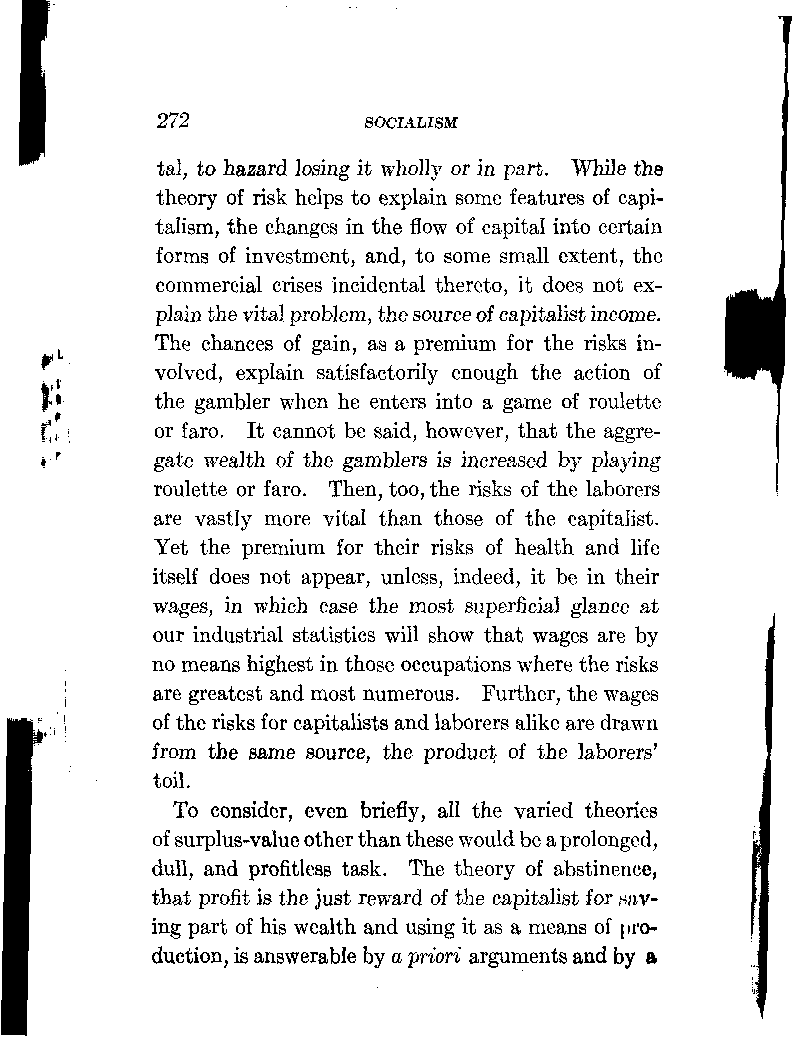 272 SOCIALISM
tal, to hazard losing it wholly or in part. While the
theory of risk helps to explain some features of capi-
talism, the changes in the flow of capital into certain
forms of investment, and, to some small extent, the
commercial crises incidental thereto, it does not ex-
plain the vital problem, the source of capitalist income.
The chances of gain, as a premium for the risks in-
volved, explain satisfactorily enough the action of
the gambler when he enters into a game of roulette
or faro. It cannot be said, however, that the aggre-
gate wealth of the gamblers is increased by playing
roulette or faro. Then, too, the risks of the laborers
are vastly more vital than those of the capitalist.
Yet the premium for their risks of health and life
itself does not appear, unless, indeed, it be in their
wages, in which case the most superficial glance at
our industrial statistics will show that wages are by
no means highest in those occupations where the risks
are greatest and most numerous. Further, the wages
of the risks for capitalists and laborers alike are drawn
from the same source, the product of the laborers'
toil.
To consider, even briefly, all the varied theories
of surplus-value other than these would be a prolonged,
dull, and profitless task. The theory of abstinence,
that profit is the just reward of the capitalist for sav-
ing part of his wealth and using it as a means of pro-
duction, is answerable by a priori arguments and by a